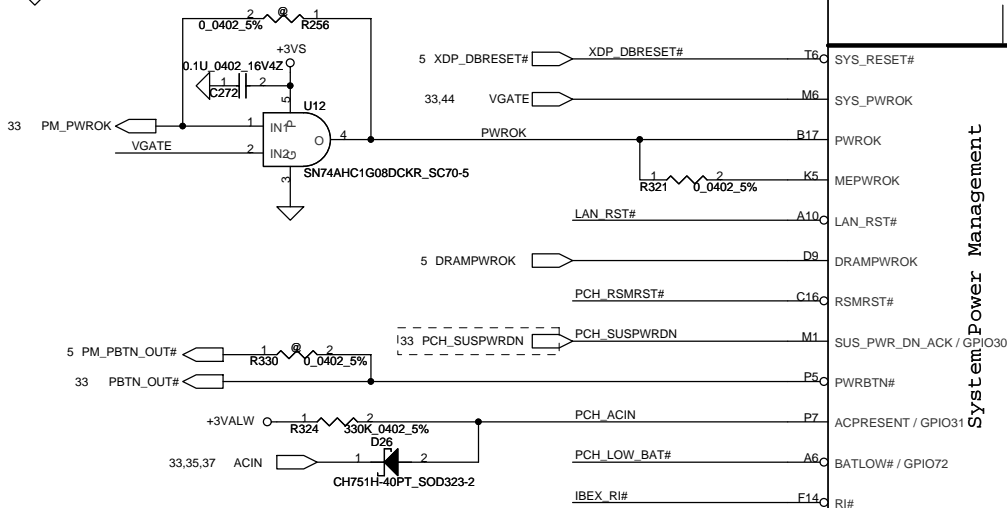 2 @ 1
0_0402_5% R256
+3VS
0.1U_0402_16V4Z
1 2
C272
5
U12
33 PM_PWROK 1 IN1 P
VGATE 2 IN2 G
O 4 PWROK
3
SN74AHC1G08DCKR_SC70-5
5 XDP_DBRESET# XDP_DBRESET# T6 SYS_RESET#
33,44 VGATE M6 SYS_PWROK
B17 PWROK
1 2 K5 MEPWROK
R321 0_0402_5%
LAN_RST# A10 LAN_RST#
5 DRAMPWROK D9 DRAMPWROK
PCH_RSMRST# C16 RSMRST#
33 PCH_SUSPWRDN PCH_SUSPWRDN M1 SUS_PWR_DN_ACK / GPIO30
5 PM_PBTN_OUT# 1 @ 2
R330 0_0402_5%
33 PBTN_OUT# P5 PWRBTN#
+3VALW 1 2 PCH_ACIN P7 ACPRESENT / GPIO31
R324 330K_0402_5%
D26
33,35,37 ACIN 1 2
CH751H-40PT_SOD323-2
PCH_LOW_BAT# A6 BATLOW# / GPIO72
IBEX_RI# F14 RI#
System Power Management